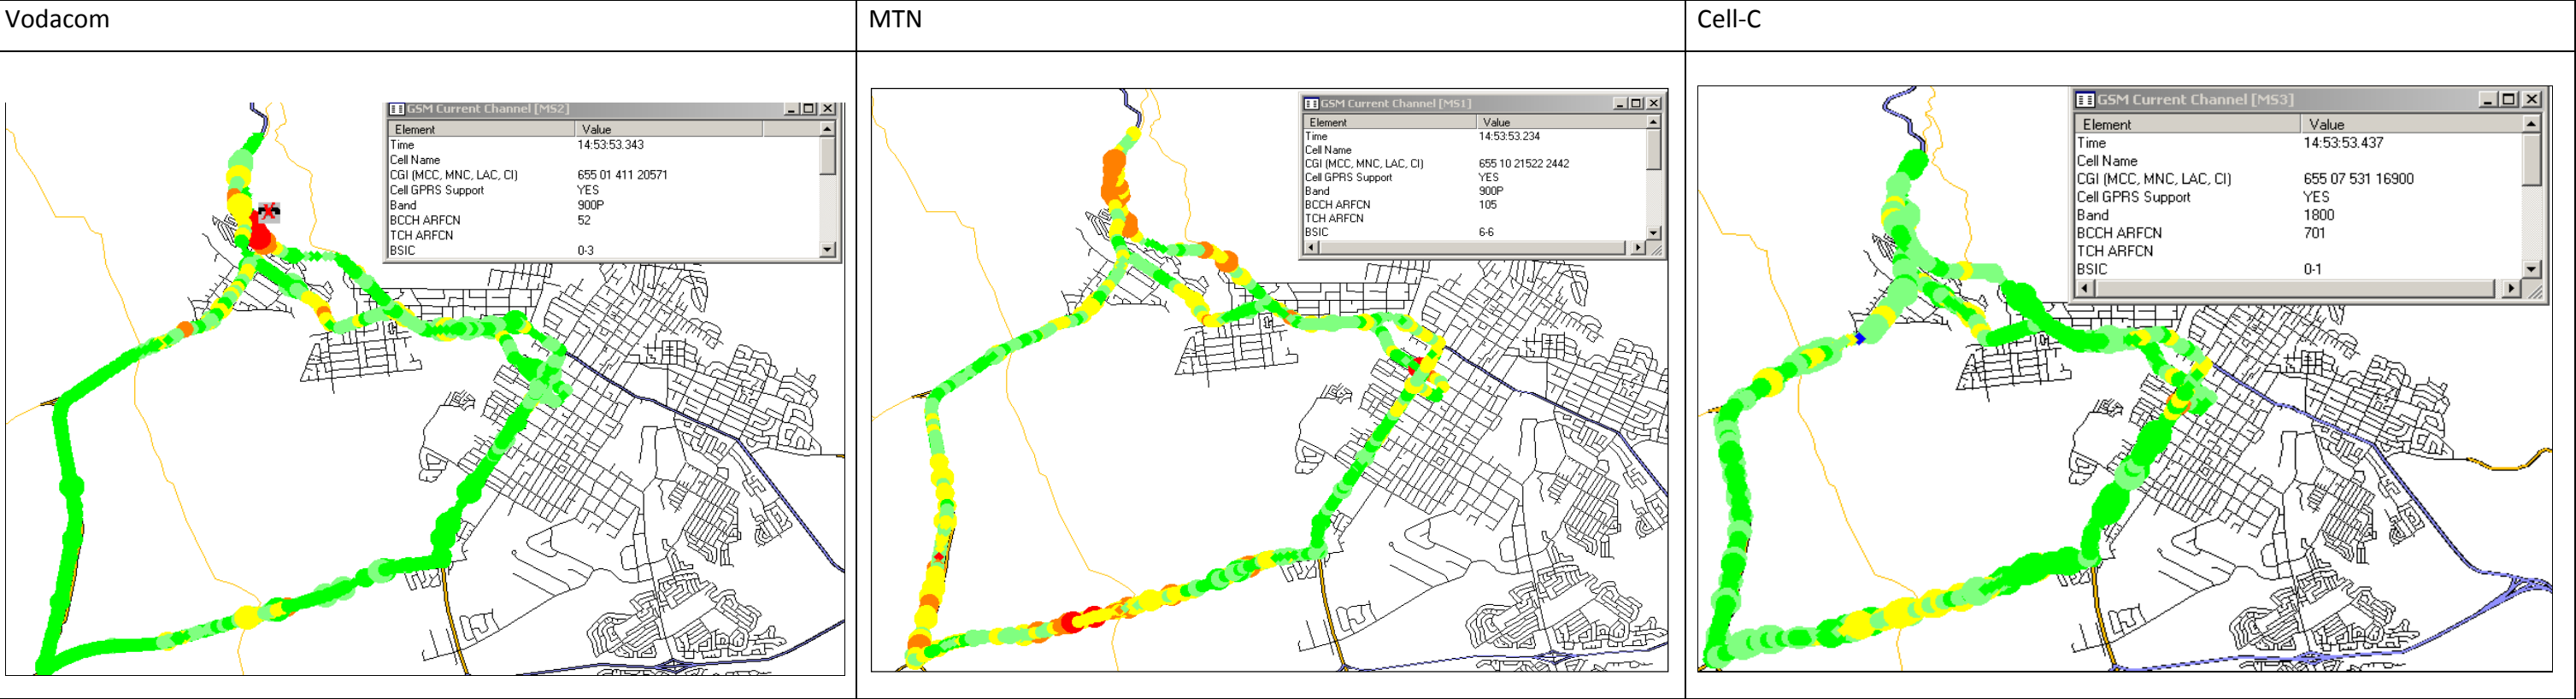 Vodacom
MTN
Cell-C
GSM Current Channel [MS2]
Element Value
Time 14:53:53.343
Cell Name
CGI (MCC, MNC, LAC, CI) 655 01 411 20571
Cell GPRS Support YES
Band 900P
BCCH ARFCN 52
TCH ARFCN
BSIC 0-3
GSM Current Channel [MS1]
Element Value
Time 14:53:53.234
Cell Name
CGI (MCC, MNC, LAC, CI) 655 10 21522 2442
Cell GPRS Support YES
Band 900P
BCCH ARFCN 105
TCH ARFCN
BSIC 6-6
GSM Current Channel [MS3]
Element Value
Time 14:53:53.437
Cell Name
CGI (MCC, MNC, LAC, CI) 655 07 531 16900
Cell GPRS Support YES
Band 1800
BCCH ARFCN 701
TCH ARFCN
BSIC 0-1